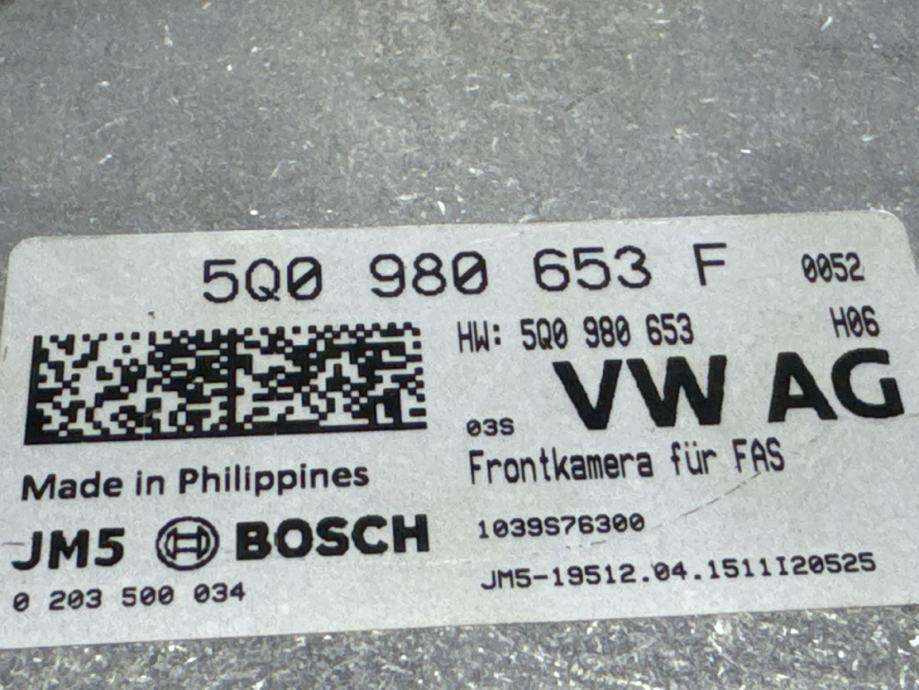 5Q0 980 653 F 0052
HW: 5Q0 980 653 H06
VW AG
03S
Frontkamera für FAS
Made in Philippines
1039S76300
JM5 BOSCH
JM5-19512.04.1511I20525
0 203 500 034